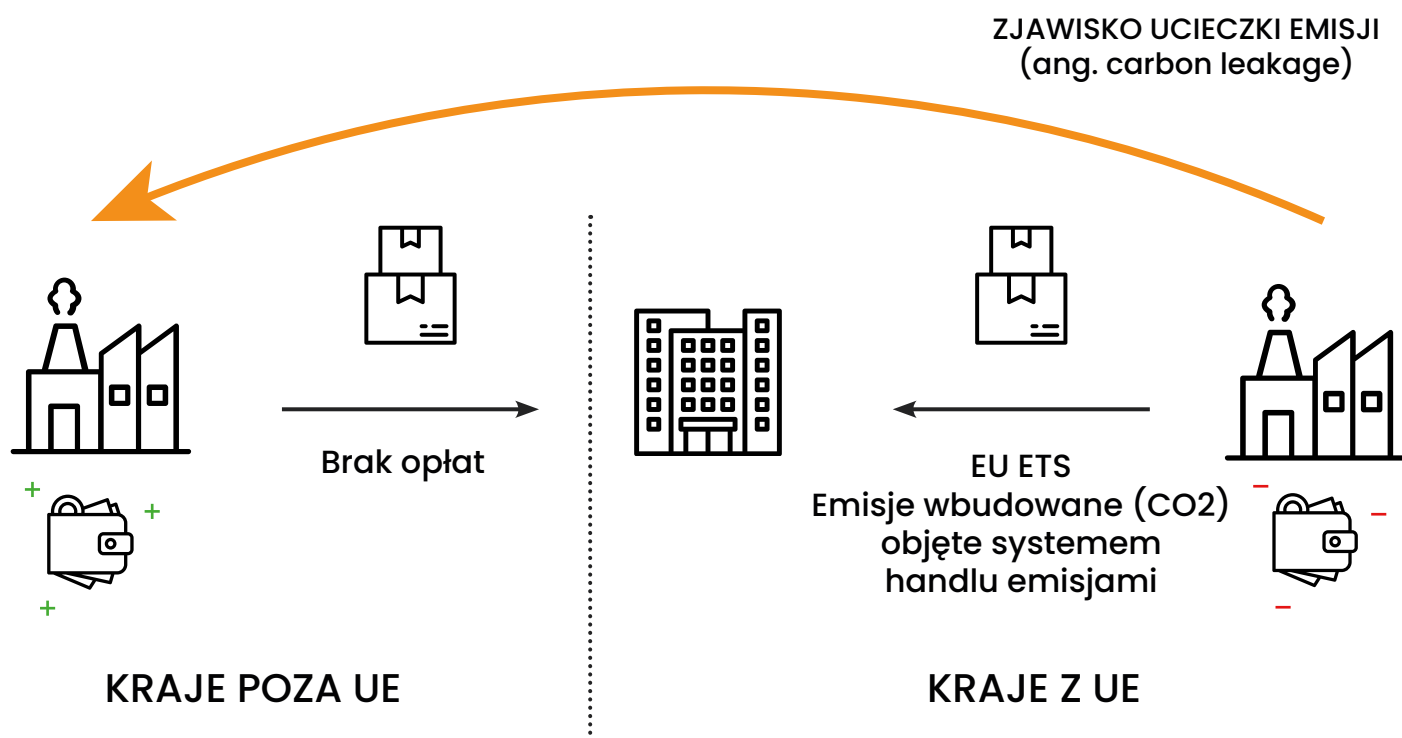 ZJAWISKO UCIECZKI EMISJI
(ang. carbon leakage)
Brak opłat
EU ETS
Emisje wbudowane (CO2)
objęte systemem
handlu emisjami
KRAJE POZA UE
KRAJE Z UE